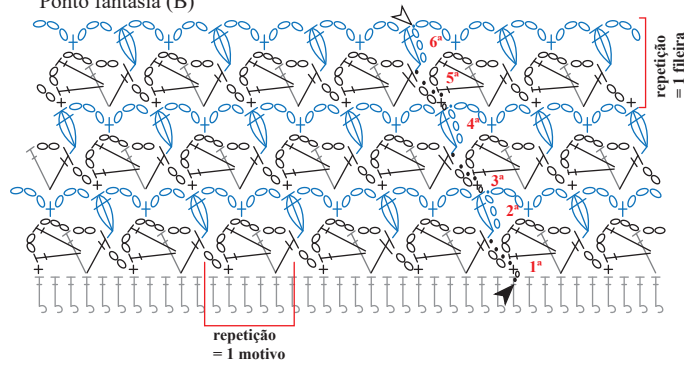 Ponto fantasia (B)
6ª
5ª
4ª
3ª
2ª
1ª
repetição
= 1 fileira
repetição
= 1 motivo